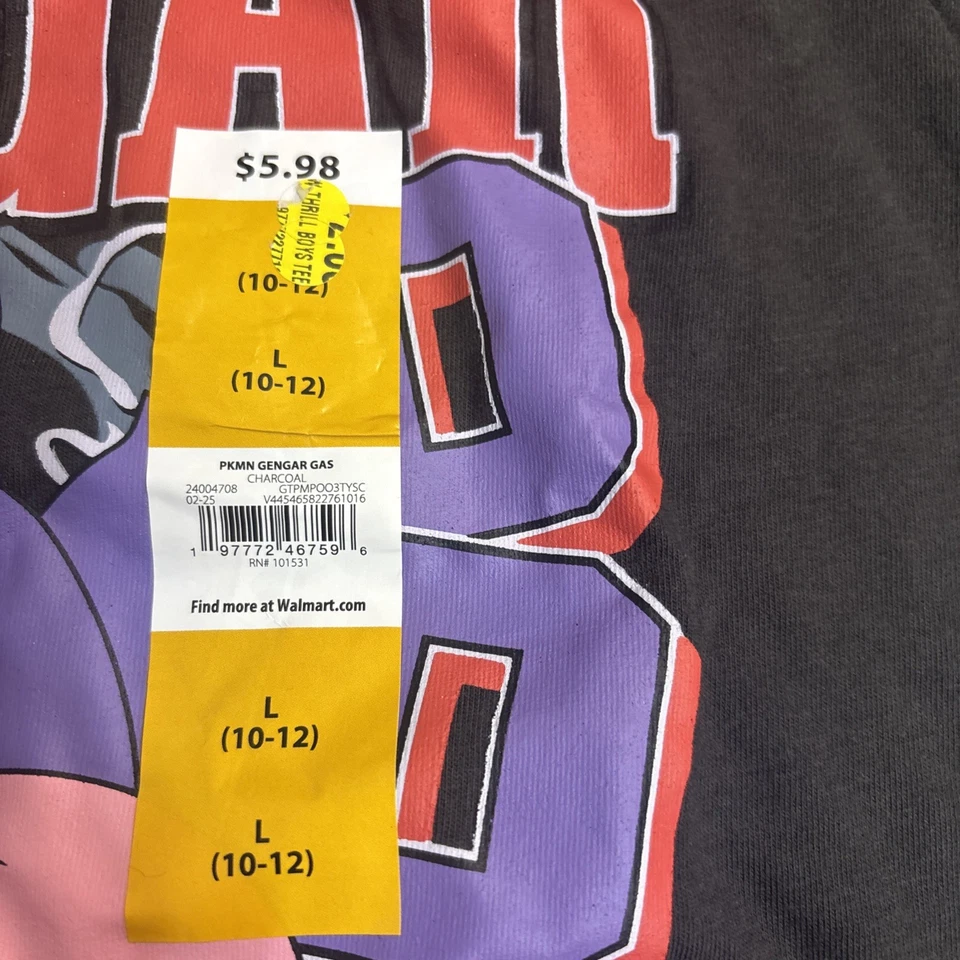 GAR
$5.98
THRILL BOYS TEE
(10-12)
L
(10-12)
PKMN GENGAR GAS
CHARCOAL
24004708 GTPMPOO3TYSC
02-25 V445465822761016
1 97772 46759 6
RN# 101531
Find more at Walmart.com
L
(10-12)
L
(10-12)